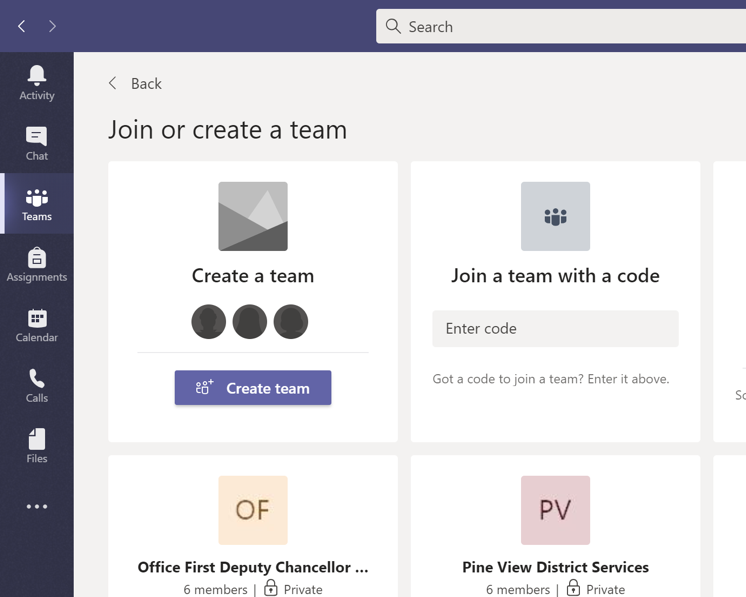 Search
Activity
Chat
Teams
Assignments
Calendar
Calls
Files
Back
Join or create a team
Create a team
Create team
Join a team with a code
Enter code
Got a code to join a team? Enter it above.
Sc
OF
Office First Deputy Chancellor ...
6 members | Private
PV
Pine View District Services
6 members | Private